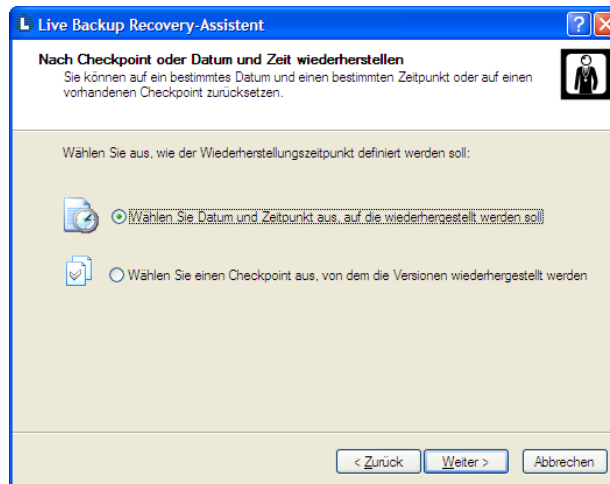 Live Backup Recovery-Assistent
Nach Checkpoint oder Datum und Zeit wiederherstellen
Sie können auf ein bestimmtes Datum und einen bestimmten Zeitpunkt oder auf einen
vorhandenen Checkpoint zurücksetzen.
Wählen Sie aus, wie der Wiederherstellungszeitpunkt definiert werden soll:
Wählen Sie Datum und Zeitpunkt aus, auf die wiederhergestellt werden soll
Wählen Sie einen Checkpoint aus, von dem die Versionen wiederhergestellt werden
< Zurück Weiter > Abbrechen